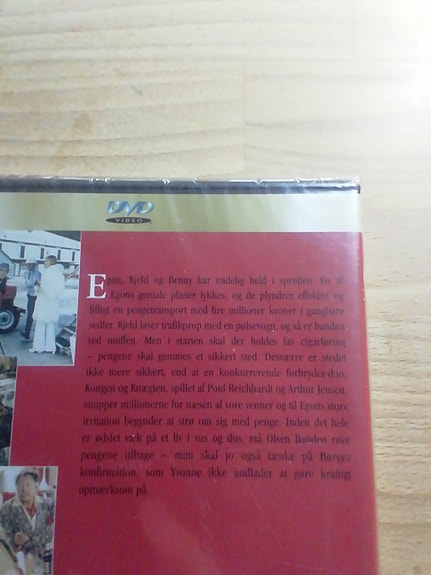 DVD
VIDEO
Egon, Kjeld og Benny har endelig held i sprøjten. En af
Egons geniale planer lykkes, og de plyndrer effektivt og
lifligt en pengetransport med fire millioner kroner i gangbare
sedler. Kjeld laver trafikprop med en pølsevogn, og så er banden
ved muffen. Men i starten skal der holdes lav cigarføring
– pengene skal gemmes et sikkert sted. Desværre er stedet
ikke mere sikkert, end at en konkurrerende forbryder-duo,
Kongen og Knægten, spillet af Poul Reichhardt og Arthur Jensen,
snupper millionerne for næsen af vore venner og til Egons store
irritation begynder at strø om sig med penge. Inden det hele
er ødslet væk på et liv i sus og dus, må Olsen Banden røve
pengene tilbage – man skal jo også tænke på Børges
konfirmation, som Yvonne ikke undlader at gøre kraftigt
opmærksom på.